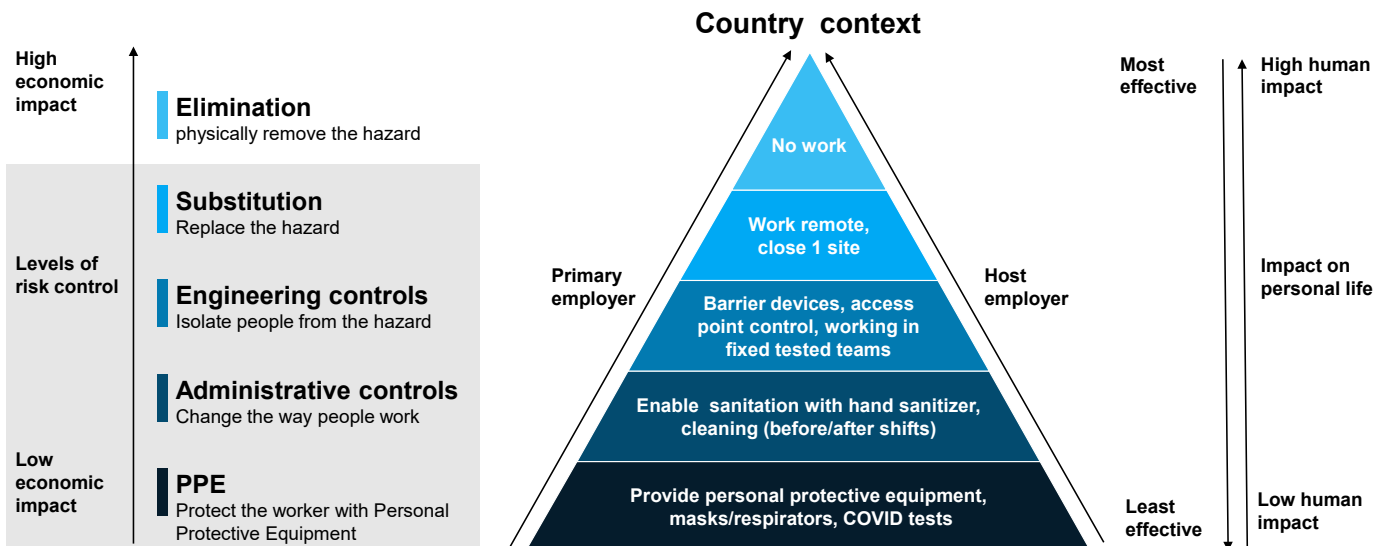 Country context
High
economic
impact
Elimination
physically remove the hazard
Substitution
Replace the hazard
Levels of
risk control
Engineering controls
Isolate people from the hazard
Administrative controls
Change the way people work
Low
economic
impact
PPE
Protect the worker with Personal
Protective Equipment
No work
Work remote,
close 1 site
Primary
employer
Host
employer
Barrier devices, access
point control, working in
fixed tested teams
Enable sanitation with hand sanitizer,
cleaning (before/after shifts)
Provide personal protective equipment,
masks/respirators, COVID tests
Most
effective
High human
impact
Impact on
personal life
Least
effective
Low human
impact